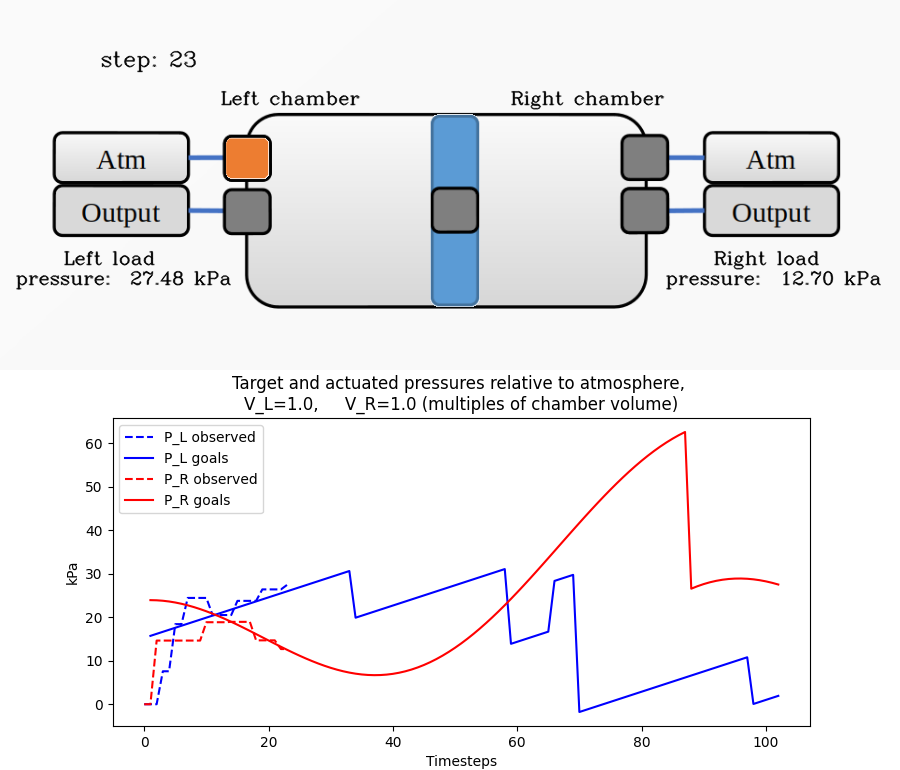 step: 23
Left chamber
Right chamber
Atm
Atm
Output
Output
Left load
pressure: 27.48 kPa
Right load
pressure: 12.70 kPa
Target and actuated pressures relative to atmosphere,
V_L=1.0, V_R=1.0 (multiples of chamber volume)
P_L observed
P_L goals
P_R observed
P_R goals
kPa
60
50
40
30
20
10
0
0 20 40 60 80 100
Timesteps